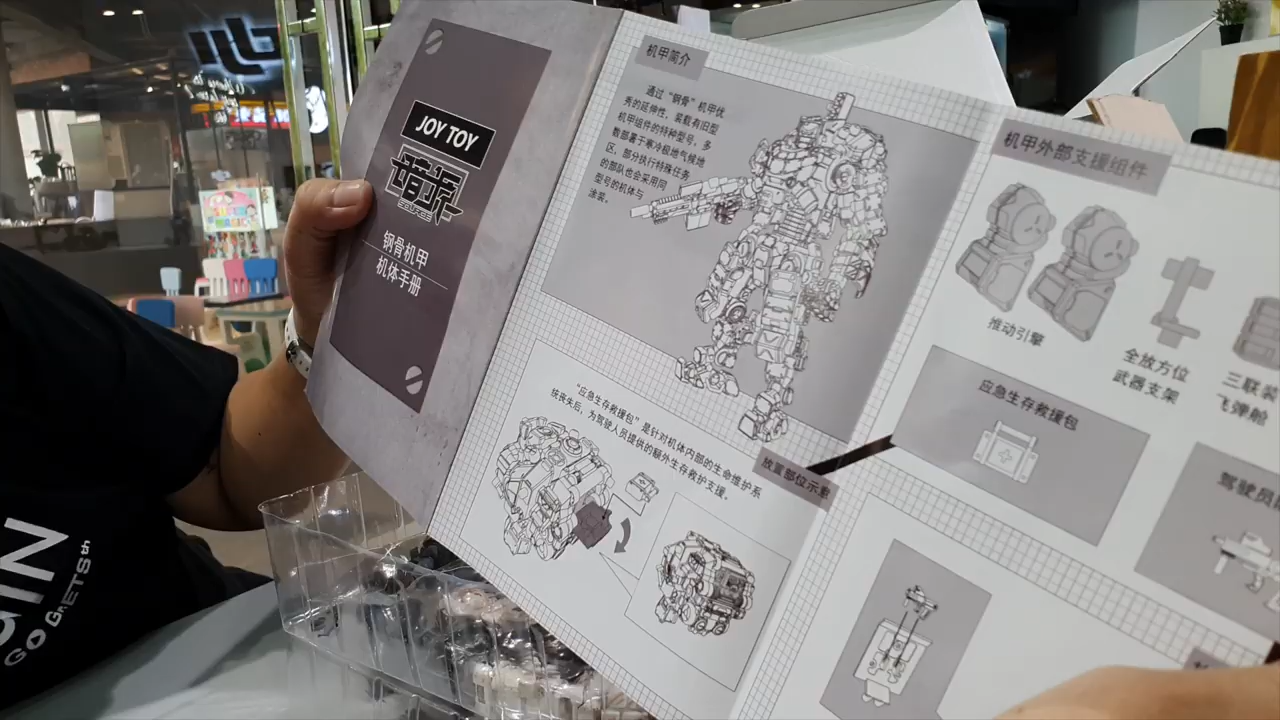 JOY TOY
暗源
SOURCE
钢骨机甲
机体手册
机甲简介
通过“钢骨”机甲优
秀的延伸性，装载有旧型
机甲组件的特种型号，多
数部署于寒冷极地气候地
区，部分执行特殊任务
的部队也会采用同
型号的机体与
涂装。
“应急生存救援包”是针对机体内部的生命维护系
统丧失后，为驾驶人员提供的额外生存救护支援。
放置部位示意
机甲外部支援组件
推动引擎
全放方位
武器支架
三联装
飞弹舱
应急生存救援包
驾驶员
GIN
GO GADGETSth